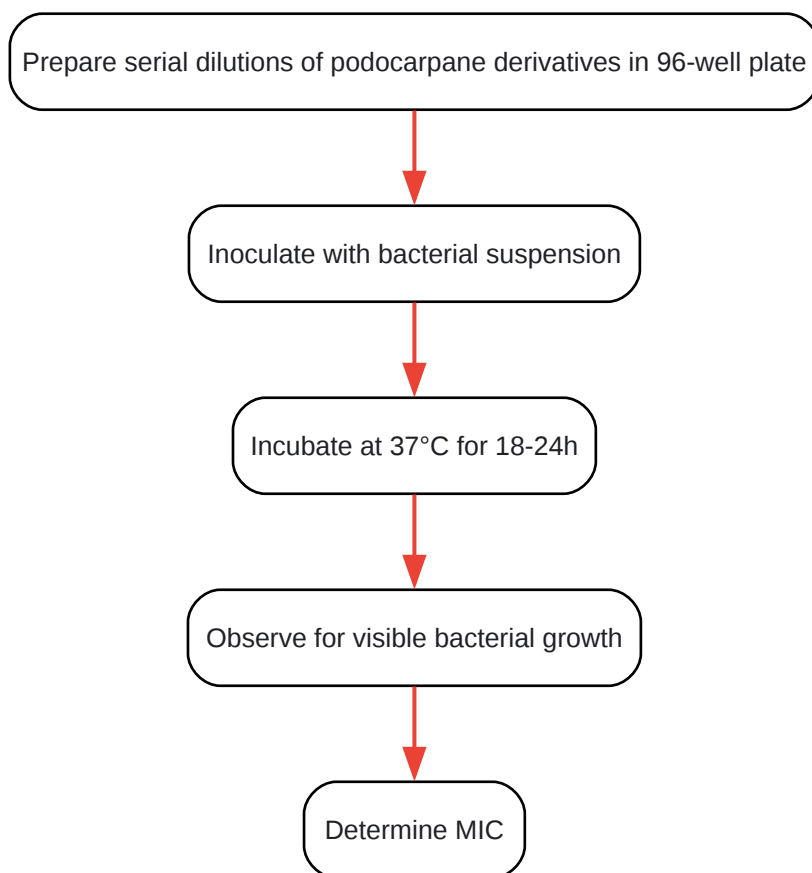 Prepare serial dilutions of podocarpane derivatives in 96-well plate
Inoculate with bacterial suspension
Incubate at 37°C for 18-24h
Observe for visible bacterial growth
Determine MIC